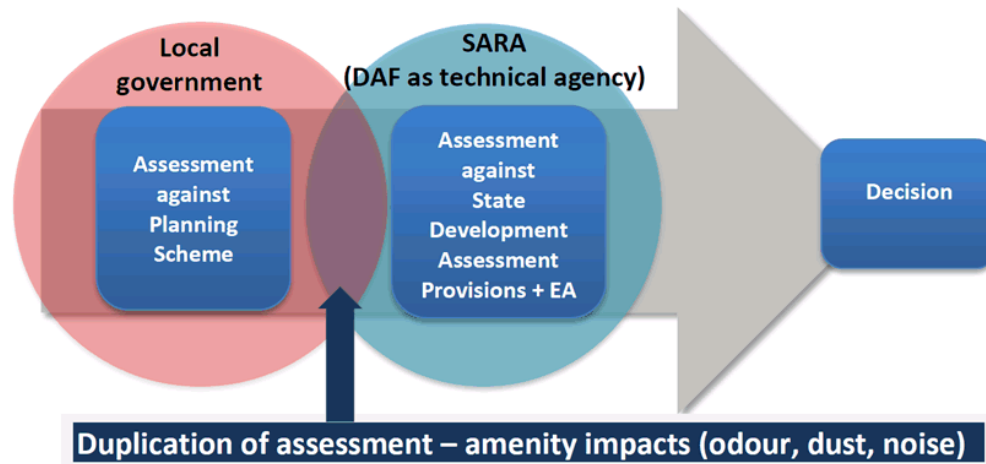 Local
government
Assessment
against
Planning
Scheme
SARA
(DAF as technical agency)
Assessment
against
State
Development
Assessment
Provisions + EA
Decision
Duplication of assessment – amenity impacts (odour, dust, noise)